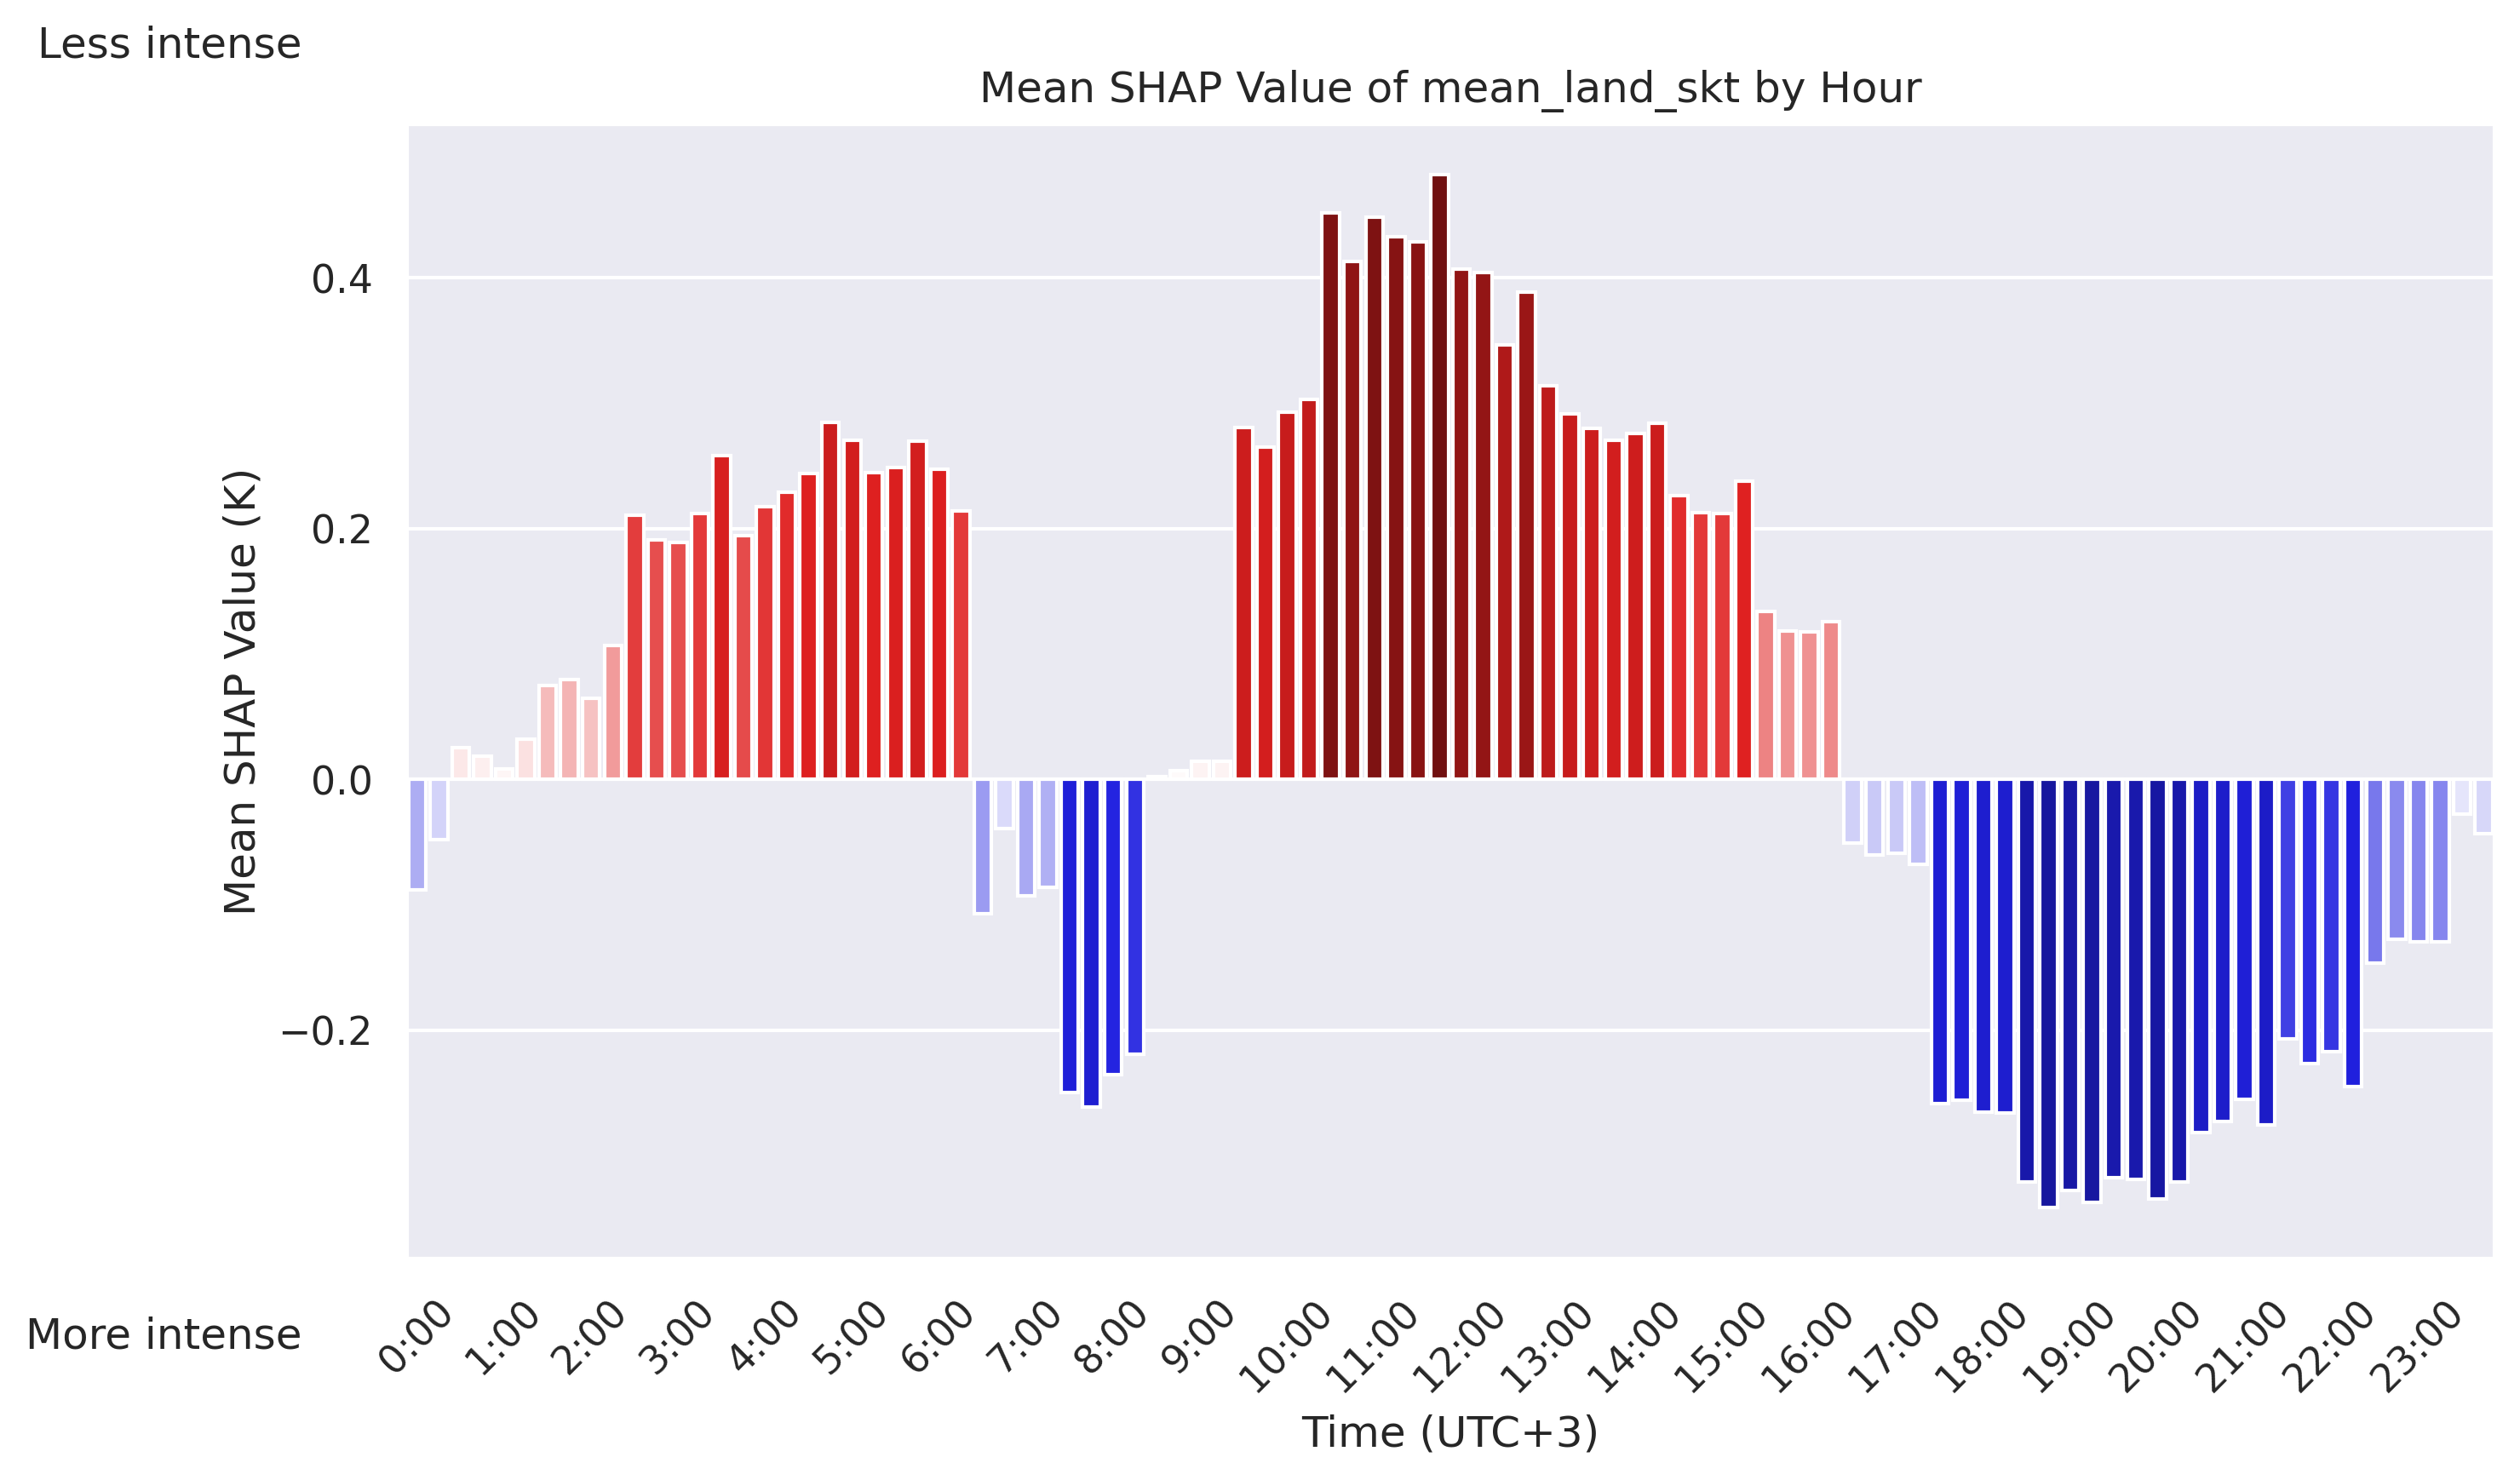 Less intense
Mean SHAP Value of mean_land_skt by Hour
Mean SHAP Value (K)
0.4
0.2
0.0
−0.2
More intense
0:00 1:00 2:00 3:00 4:00 5:00 6:00 7:00 8:00 9:00 10:00 11:00 12:00 13:00 14:00 15:00 16:00 17:00 18:00 19:00 20:00 21:00 22:00 23:00
Time (UTC+3)